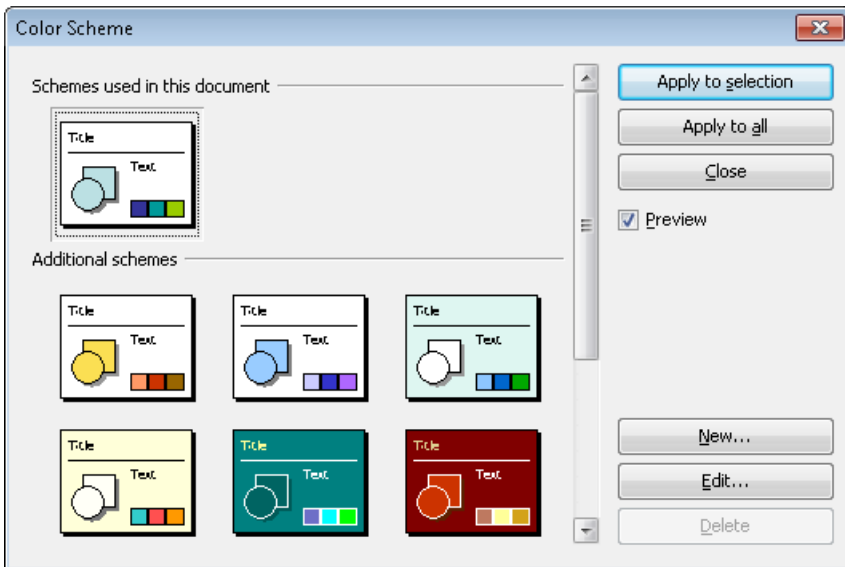 Color Scheme
Schemes used in this document
Title
Text
Additional schemes
Title
Text
Title
Text
Title
Text
Title
Text
Title
Text
Title
Text
Apply to selection
Apply to all
Close
Preview
New...
Edit...
Delete